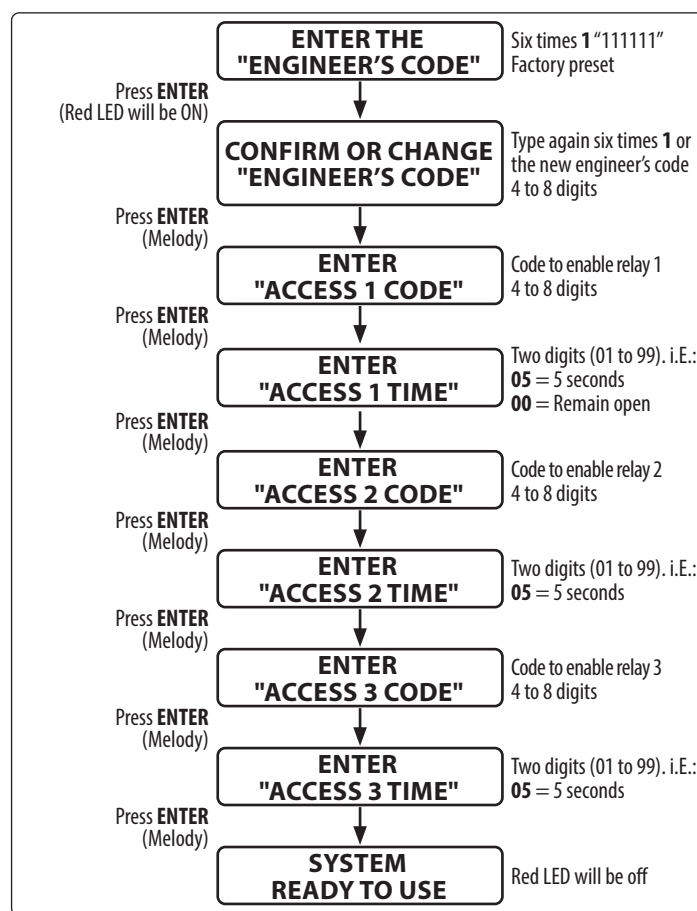 ENTER THE
"ENGINEER'S CODE"
Six times 1 “111111”
Factory preset
Press ENTER
(Red LED will be ON)
CONFIRM OR CHANGE
"ENGINEER'S CODE"
Type again six times 1 or
the new engineer's code
4 to 8 digits
Press ENTER
(Melody)
ENTER
"ACCESS 1 CODE"
Code to enable relay 1
4 to 8 digits
Press ENTER
(Melody)
ENTER
"ACCESS 1 TIME"
Two digits (01 to 99). i.E.:
05 = 5 seconds
00 = Remain open
Press ENTER
(Melody)
ENTER
"ACCESS 2 CODE"
Code to enable relay 2
4 to 8 digits
Press ENTER
(Melody)
ENTER
"ACCESS 2 TIME"
Two digits (01 to 99). i.E.:
05 = 5 seconds
Press ENTER
(Melody)
ENTER
"ACCESS 3 CODE"
Code to enable relay 3
4 to 8 digits
Press ENTER
(Melody)
ENTER
"ACCESS 3 TIME"
Two digits (01 to 99). i.E.:
05 = 5 seconds
Press ENTER
(Melody)
SYSTEM
READY TO USE
Red LED will be off